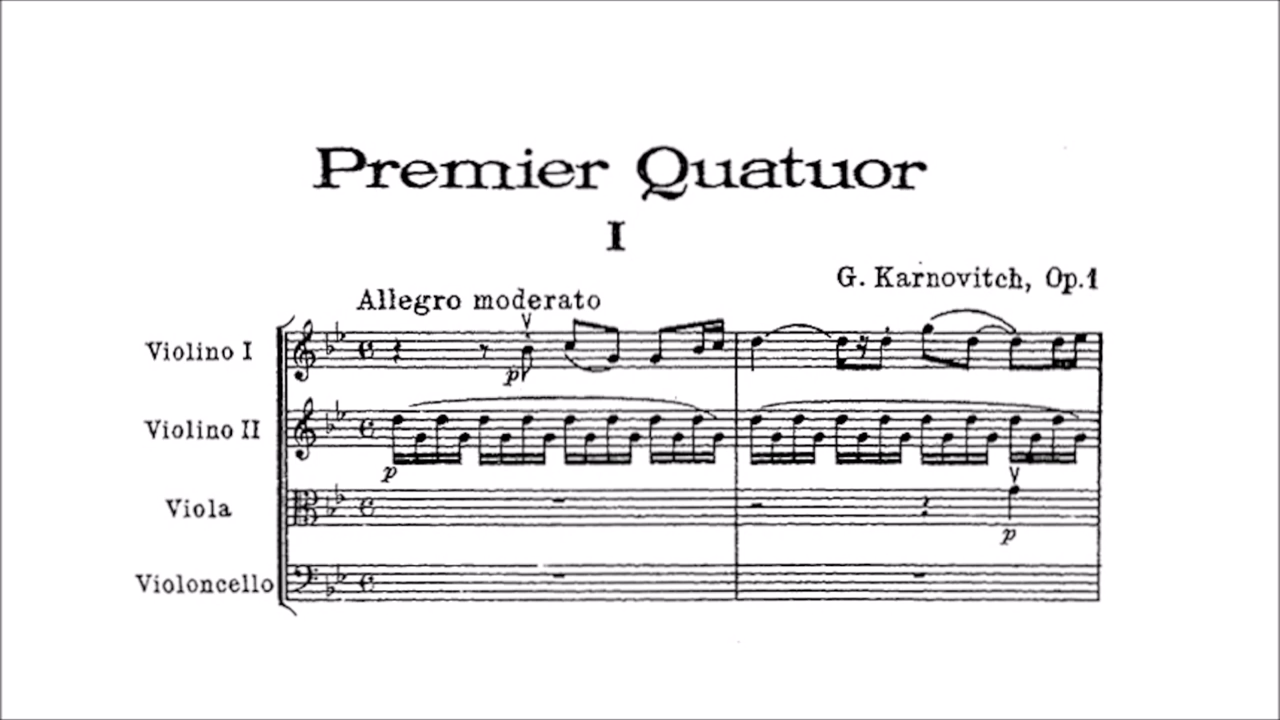 Premier Quatuor
I
G. Karnovitch, Op.1
Allegro moderato
Violino I
p
Violino II
p
Viola
p
Violoncello